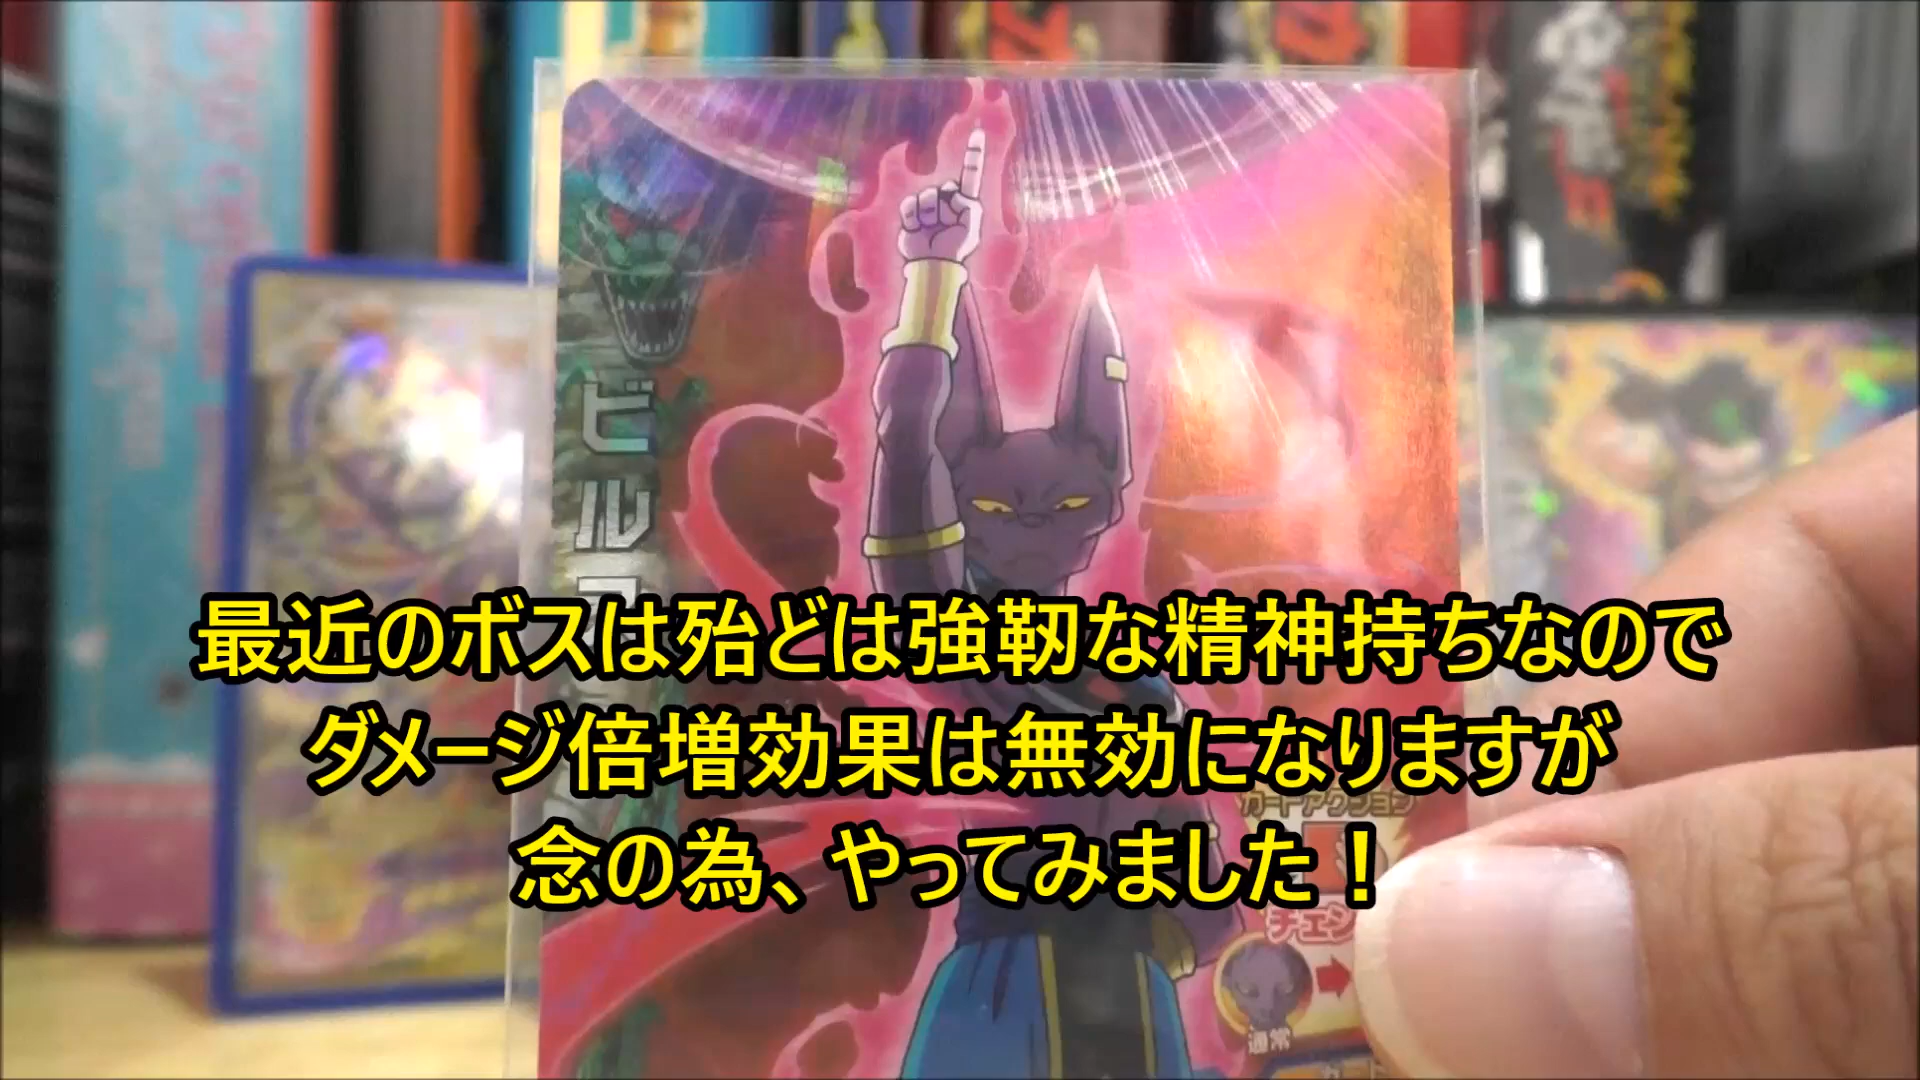 最近のボスは殆どは強靭な精神持ちなので
ダメージ倍増効果は無効になりますが
念の為、やってみました！
ビルス
カードアクション
チェン
通常